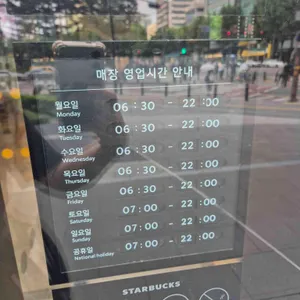 매장 영업시간 안내
월요일 06 : 30 - 22 : 00
Monday
화요일 06 : 30 - 22 : 00
Tuesday
수요일 06 : 30 - 22 : 00
Wednesday
목요일 06 : 30 - 22 : 00
Thursday
금요일 06 : 30 - 22 : 00
Friday
토요일 07 : 00 - 22 : 00
Saturday
일요일 07 : 00 - 22 : 00
Sunday
공휴일 07 : 00 - 22 : 00
National holiday
STARBUCKS